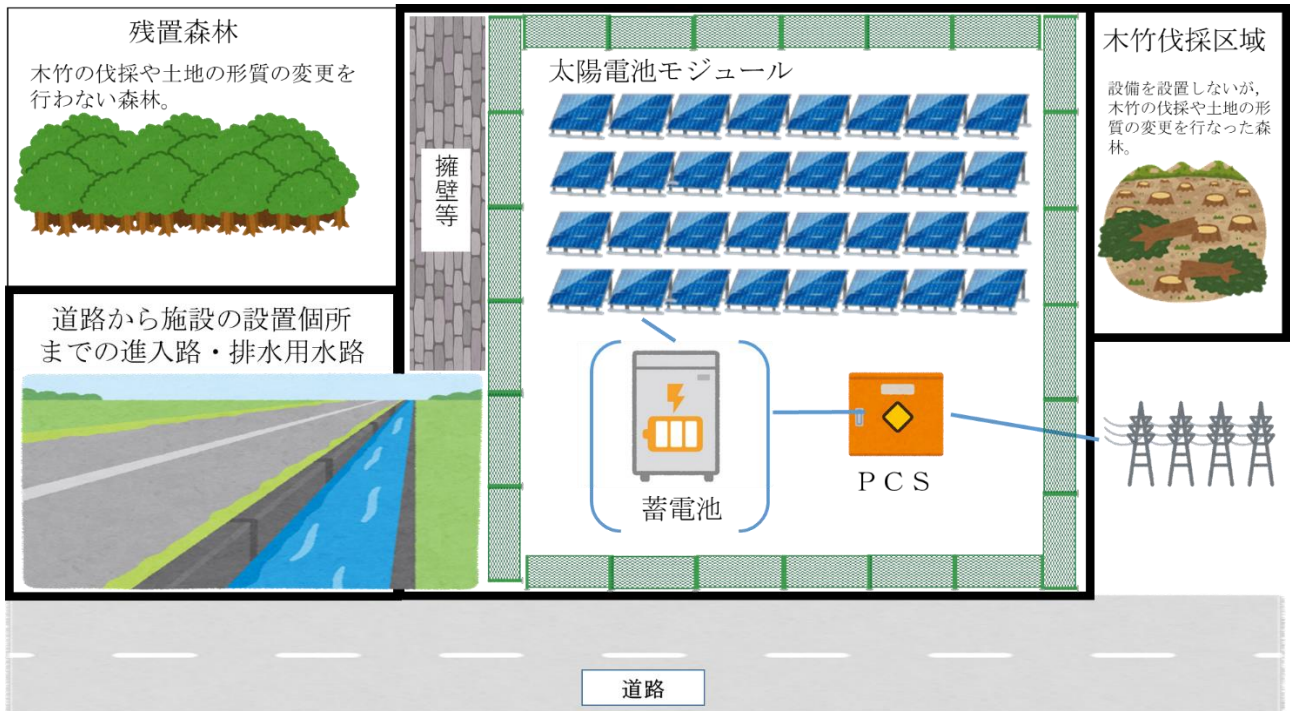 残置森林
木竹の伐採や土地の形質の変更を
行わない森林。
擁壁等
太陽電池モジュール
木竹伐採区域
設備を設置しないが,
木竹の伐採や土地の形
質の変更を行なった森
林。
道路から施設の設置個所
までの進入路・排水用水路
蓄電池
ＰＣＳ
道路